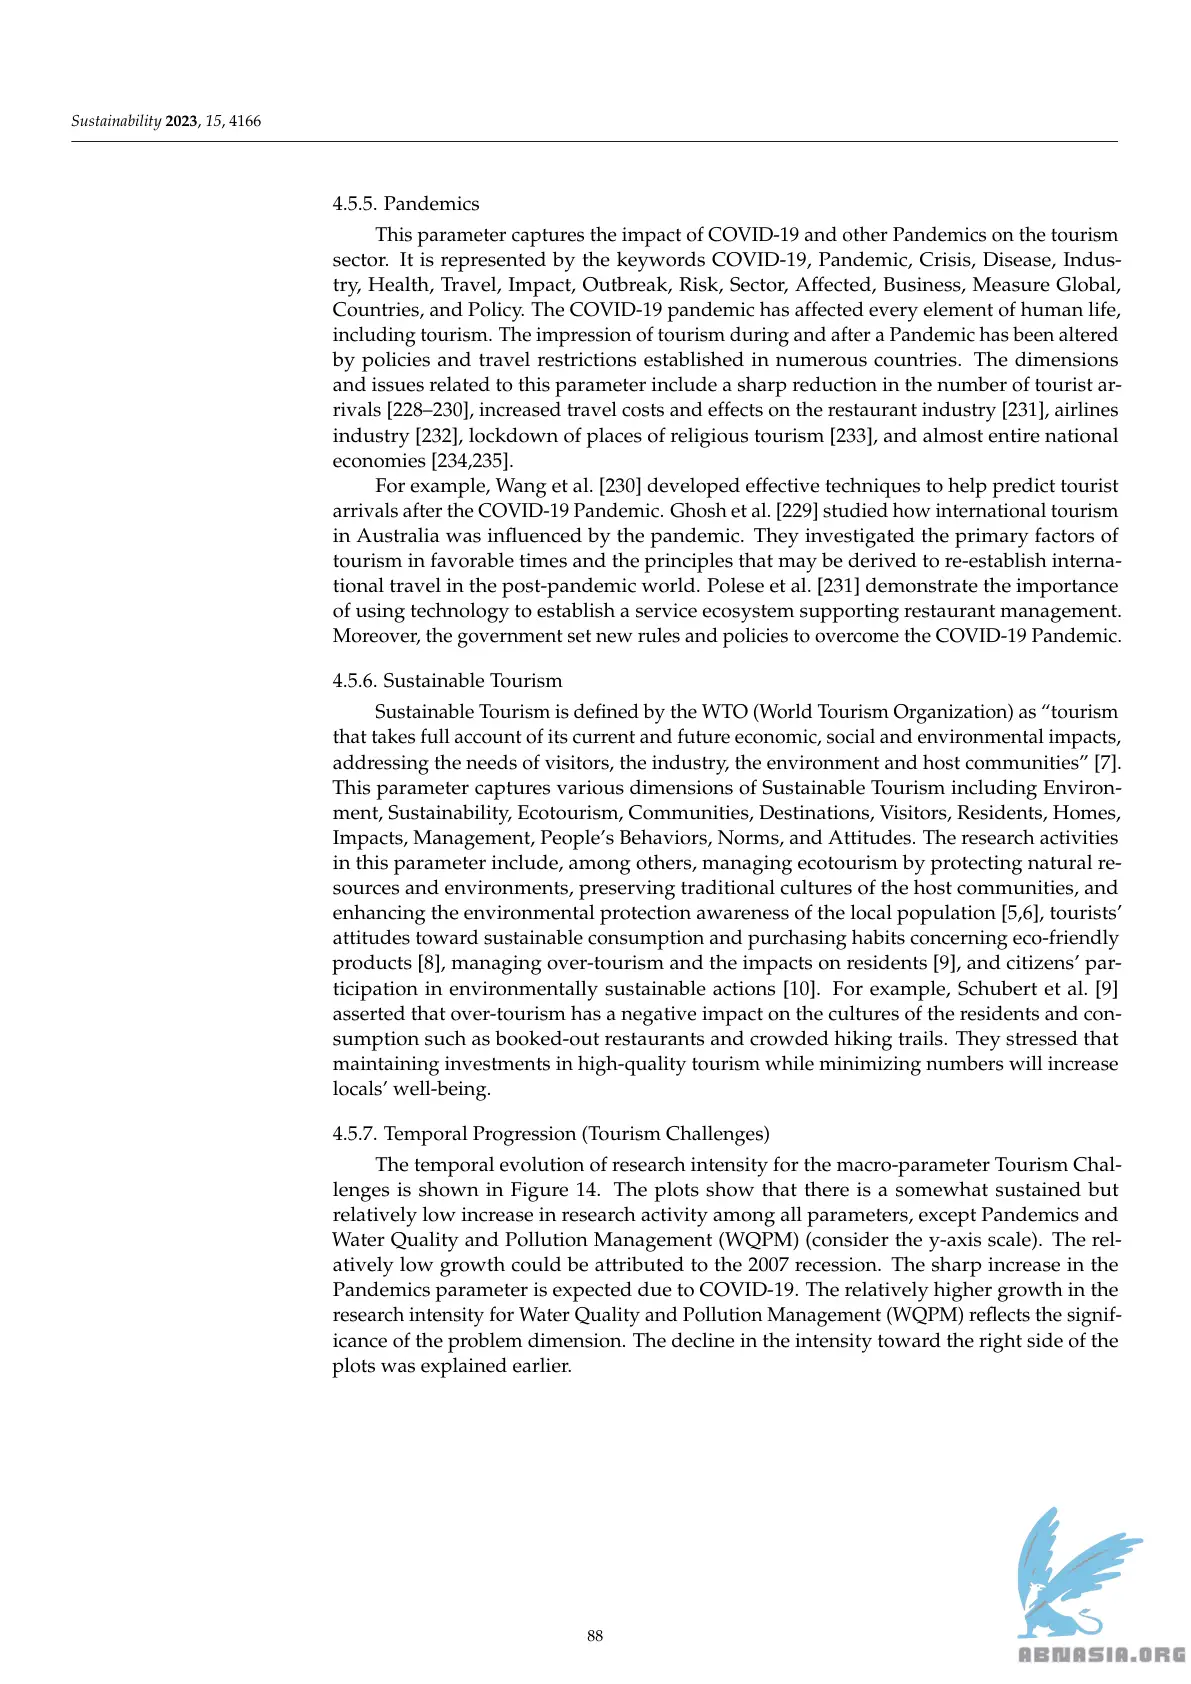 Sustainability 2023, 15, 4166
4.5.5. Pandemics
This parameter captures the impact of COVID-19 and other Pandemics on the tourism
sector. It is represented by the keywords COVID-19, Pandemic, Crisis, Disease, Indus-
try, Health, Travel, Impact, Outbreak, Risk, Sector, Affected, Business, Measure Global,
Countries, and Policy. The COVID-19 pandemic has affected every element of human life,
including tourism. The impression of tourism during and after a Pandemic has been altered
by policies and travel restrictions established in numerous countries. The dimensions
and issues related to this parameter include a sharp reduction in the number of tourist ar-
rivals [228–230], increased travel costs and effects on the restaurant industry [231], airlines
industry [232], lockdown of places of religious tourism [233], and almost entire national
economies [234,235].
For example, Wang et al. [230] developed effective techniques to help predict tourist
arrivals after the COVID-19 Pandemic. Ghosh et al. [229] studied how international tourism
in Australia was influenced by the pandemic. They investigated the primary factors of
tourism in favorable times and the principles that may be derived to re-establish interna-
tional travel in the post-pandemic world. Polese et al. [231] demonstrate the importance
of using technology to establish a service ecosystem supporting restaurant management.
Moreover, the government set new rules and policies to overcome the COVID-19 Pandemic.
4.5.6. Sustainable Tourism
Sustainable Tourism is defined by the WTO (World Tourism Organization) as “tourism
that takes full account of its current and future economic, social and environmental impacts,
addressing the needs of visitors, the industry, the environment and host communities” [7].
This parameter captures various dimensions of Sustainable Tourism including Environ-
ment, Sustainability, Ecotourism, Communities, Destinations, Visitors, Residents, Homes,
Impacts, Management, People’s Behaviors, Norms, and Attitudes. The research activities
in this parameter include, among others, managing ecotourism by protecting natural re-
sources and environments, preserving traditional cultures of the host communities, and
enhancing the environmental protection awareness of the local population [5,6], tourists’
attitudes toward sustainable consumption and purchasing habits concerning eco-friendly
products [8], managing over-tourism and the impacts on residents [9], and citizens’ par-
ticipation in environmentally sustainable actions [10]. For example, Schubert et al. [9]
asserted that over-tourism has a negative impact on the cultures of the residents and con-
sumption such as booked-out restaurants and crowded hiking trails. They stressed that
maintaining investments in high-quality tourism while minimizing numbers will increase
locals’ well-being.
4.5.7. Temporal Progression (Tourism Challenges)
The temporal evolution of research intensity for the macro-parameter Tourism Chal-
lenges is shown in Figure 14. The plots show that there is a somewhat sustained but
relatively low increase in research activity among all parameters, except Pandemics and
Water Quality and Pollution Management (WQPM) (consider the y-axis scale). The rel-
atively low growth could be attributed to the 2007 recession. The sharp increase in the
Pandemics parameter is expected due to COVID-19. The relatively higher growth in the
research intensity for Water Quality and Pollution Management (WQPM) reflects the signif-
icance of the problem dimension. The decline in the intensity toward the right side of the
plots was explained earlier.
88
ABNASIA.ORG